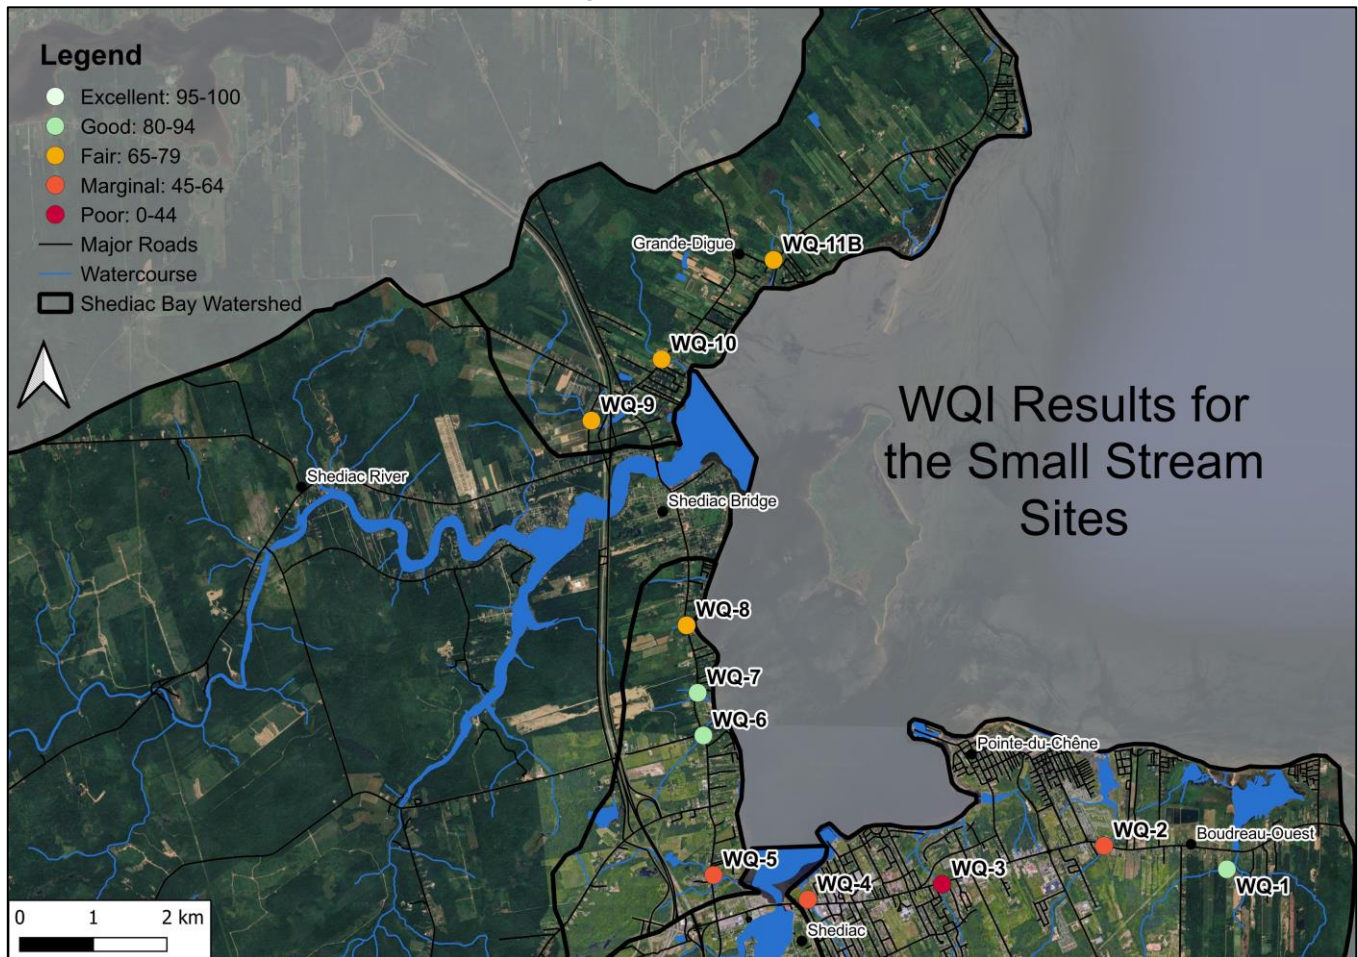 Legend
Excellent: 95-100
Good: 80-94
Fair: 65-79
Marginal: 45-64
Poor: 0-44
Major Roads
Watercourse
Shediac Bay Watershed
Grande-Digue
WQ-11B
WQ-10
WQ-9
WQI Results for
the Small Stream
Sites
Shediac River
Shediac Bridge
WQ-8
WQ-7
WQ-6
Pointe-du-Chêne
WQ-2
Boudreau-Ouest
WQ-5
WQ-4
WQ-3
WQ-1
Shediac
0 1 2 km